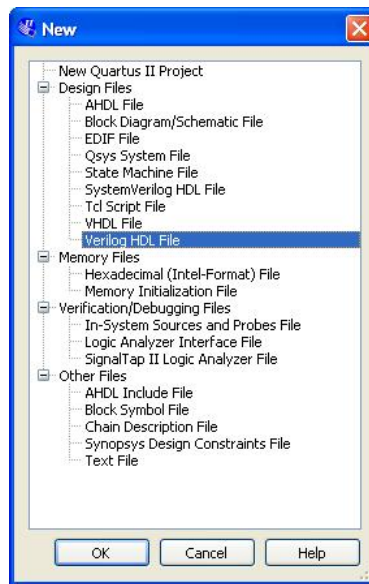 New
New Quartus II Project
Design Files
AHDL File
Block Diagram/Schematic File
EDIF File
Qsys System File
State Machine File
SystemVerilog HDL File
Tcl Script File
VHDL File
Verilog HDL File
Memory Files
Hexadecimal (Intel-Format) File
Memory Initialization File
Verification/Debugging Files
In-System Sources and Probes File
Logic Analyzer Interface File
SignalTap II Logic Analyzer File
Other Files
AHDL Include File
Block Symbol File
Chain Description File
Synopsys Design Constraints File
Text File
OK Cancel Help